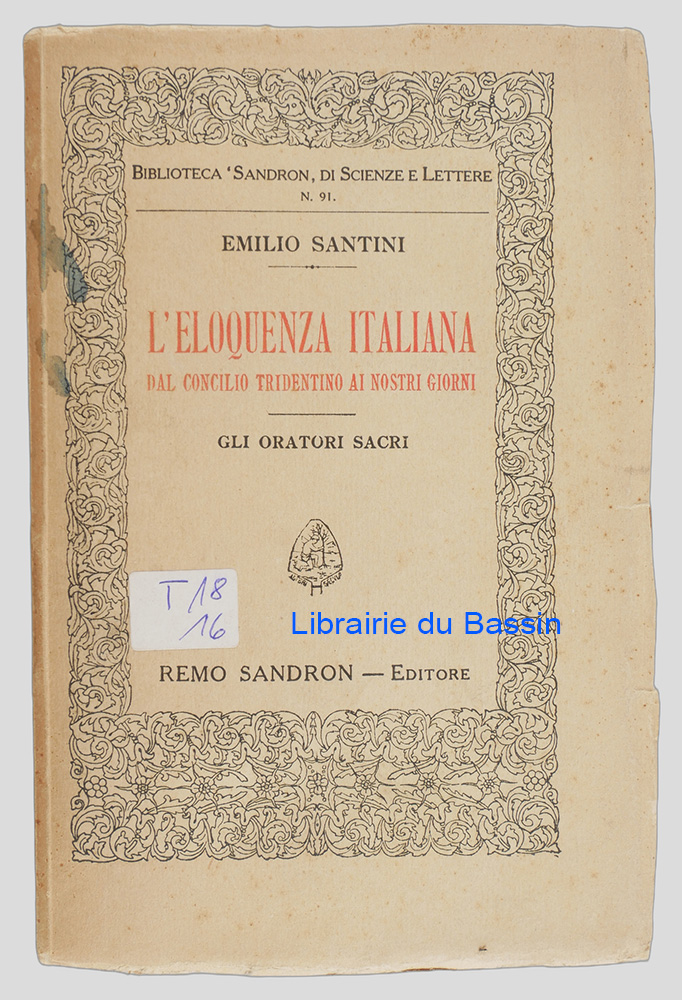 BIBLIOTECA 'SANDRON, DI SCIENZE E LETTERE
N. 91.
EMILIO SANTINI
L'ELOQUENZA ITALIANA
DAL CONCILIO TRIDENTINO AI NOSTRI GIORNI
GLI ORATORI SACRI
T 18
16
Librairie du Bassin
REMO SANDRON — EDITORE